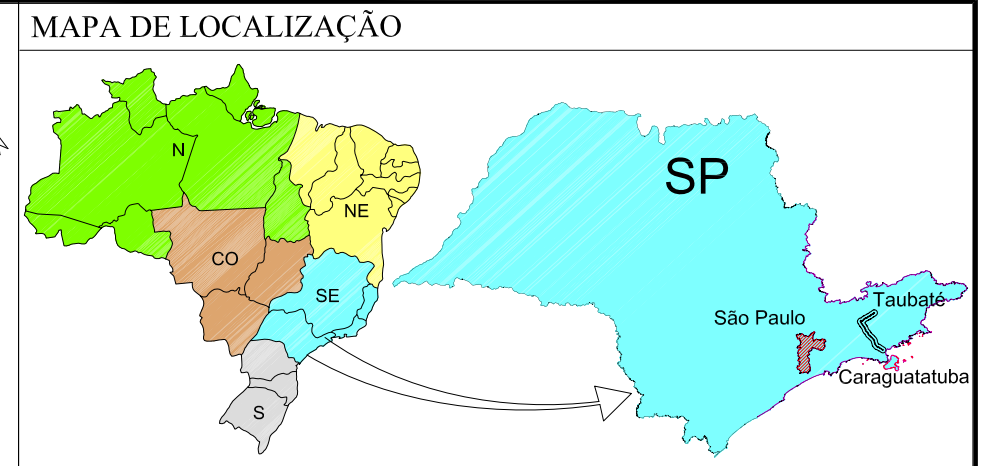 MAPA DE LOCALIZAÇÃO
N
NE
CO
SE
S
SP
São Paulo
Taubaté
Caraguatatuba